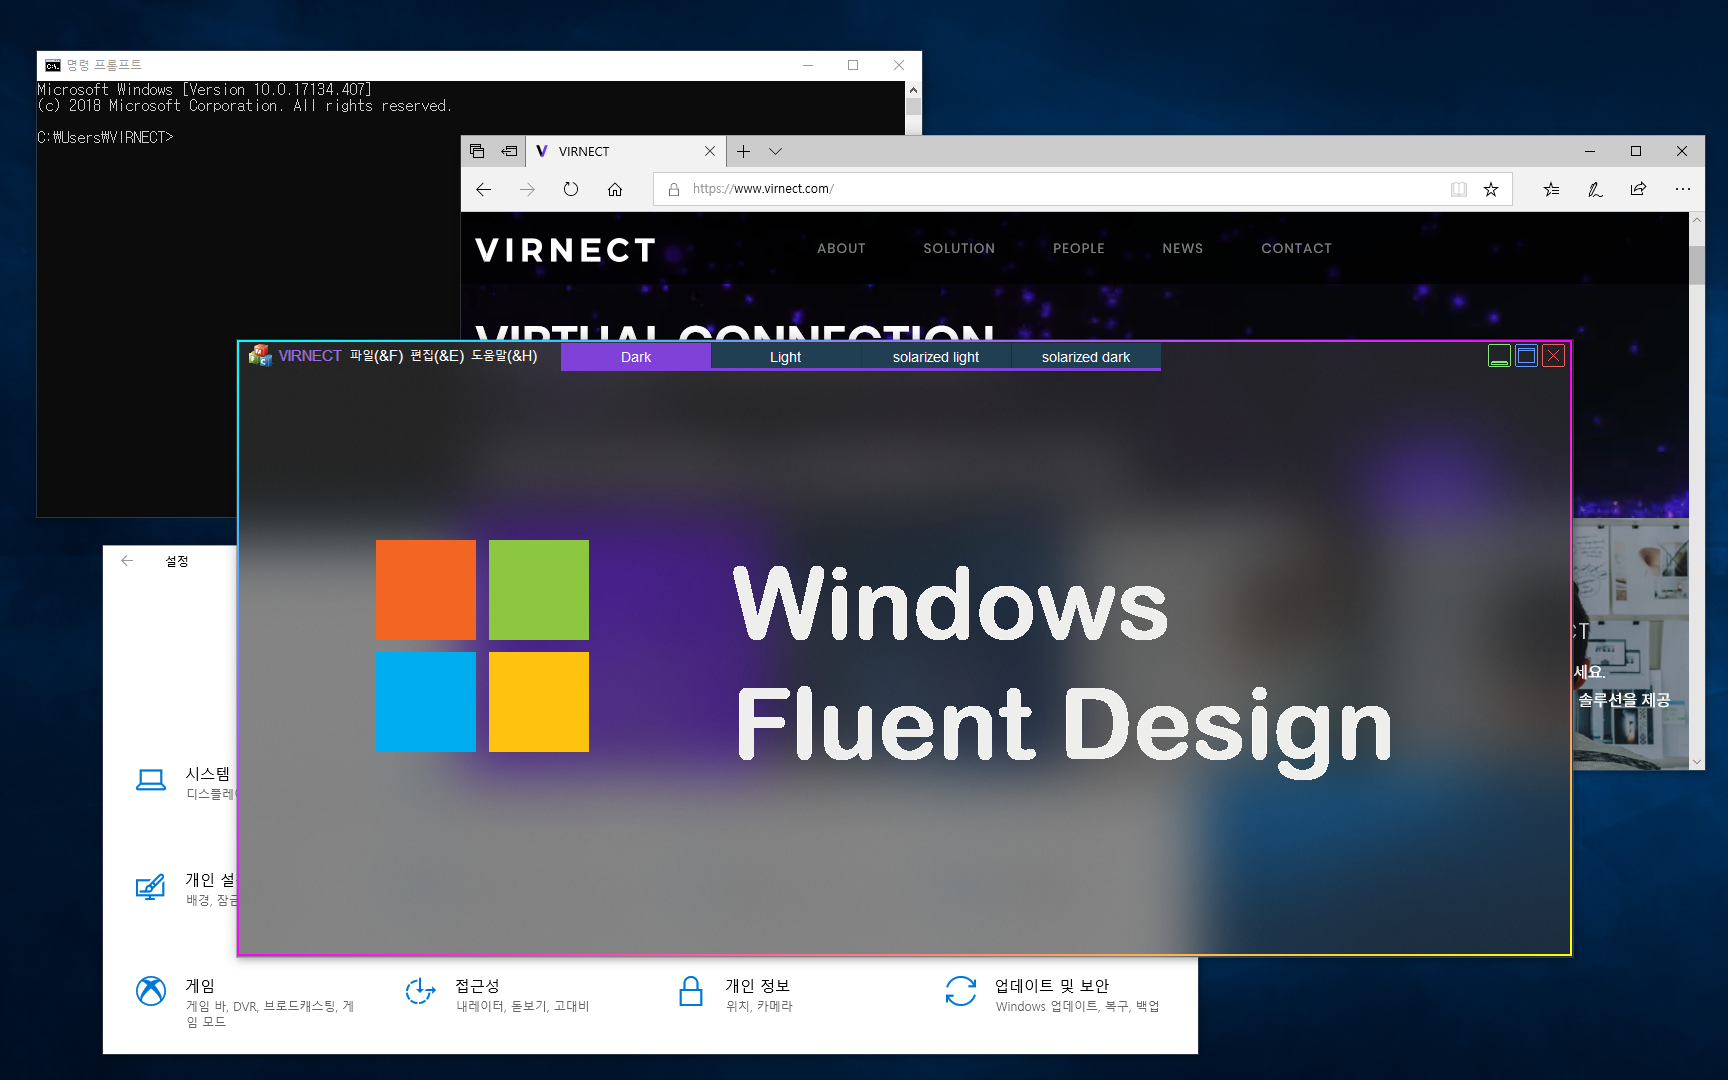 명령 프롬프트
Microsoft Windows [Version 10.0.17134.407]
(c) 2018 Microsoft Corporation. All rights reserved.
C:₩Users₩VIRNECT>
VIRNECT
https://www.virnect.com/
VIRNECT
ABOUT
SOLUTION
PEOPLE
NEWS
CONTACT
VIRTUAL CONNECTION
VIRNECT 파일(&F) 편집(&E) 도움말(&H)
Dark
Light
solarized light
solarized dark
Windows
Fluent Design
CT
세요.
솔루션을 제공
설정
시스템
디스플레이
개인 설
배경, 잠금
게임
게임 바, DVR, 브로드캐스팅, 게
임 모드
접근성
내레이터, 돋보기, 고대비
개인 정보
위치, 카메라
업데이트 및 보안
Windows 업데이트, 복구, 백업